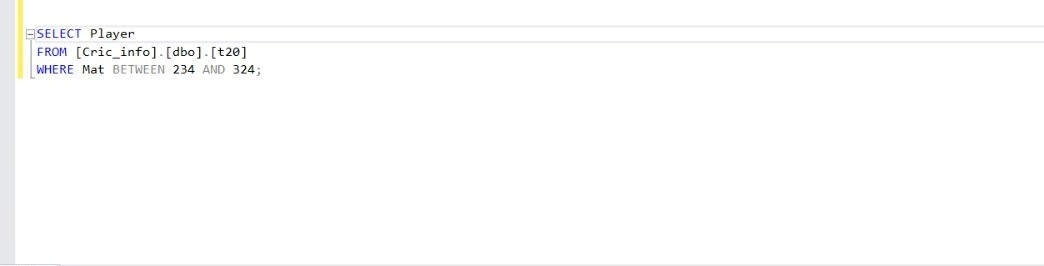 SELECT Player
FROM [Cric_info].[dbo].[t20]
WHERE Mat BETWEEN 234 AND 324;